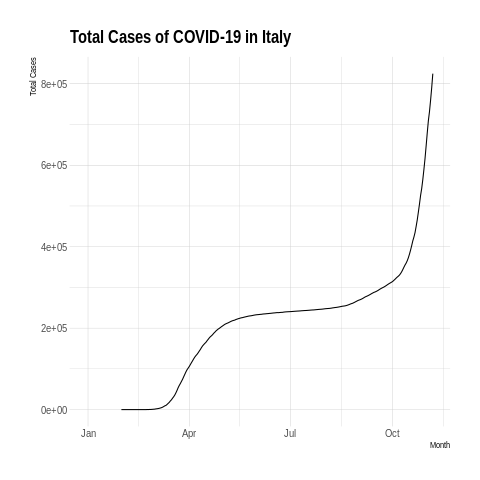 Total Cases of COVID-19 in Italy
Total Cases
8e+05
6e+05
4e+05
2e+05
0e+00
Jan Apr Jul Oct
Month